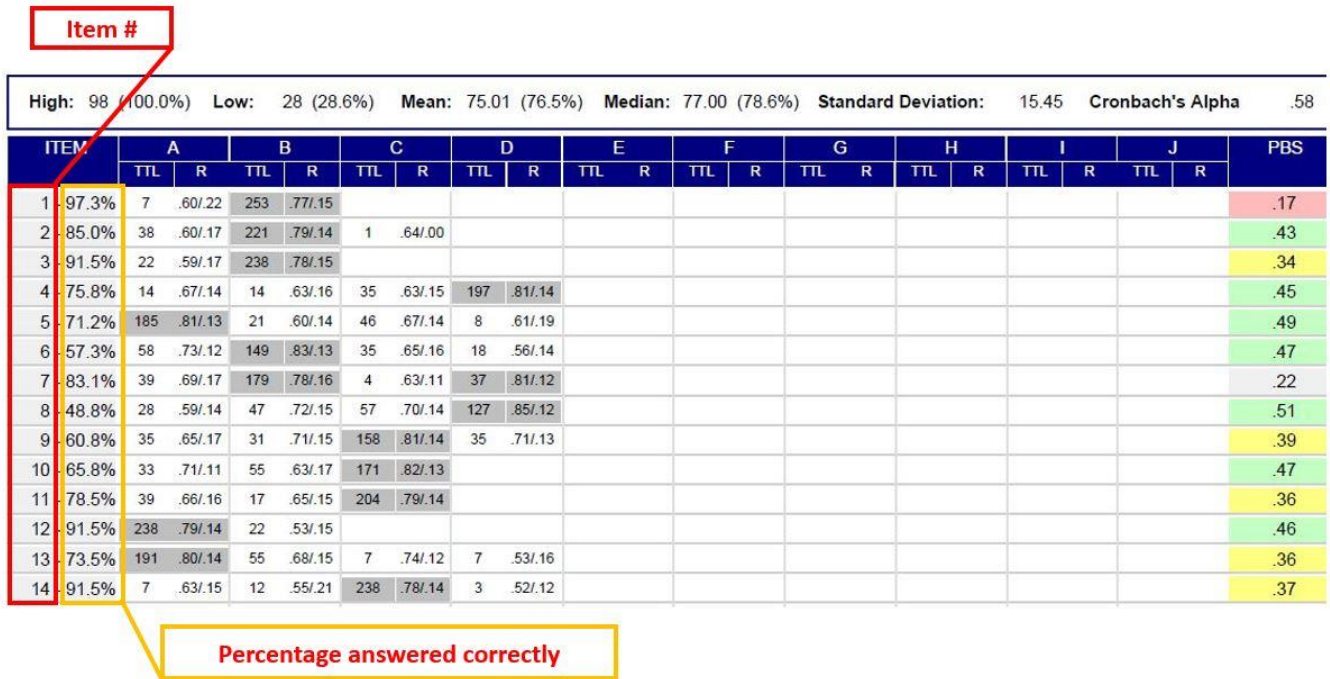 Item #
High: 98 (100.0%) Low: 28 (28.6%) Mean: 75.01 (76.5%) Median: 77.00 (78.6%) Standard Deviation: 15.45 Cronbach's Alpha .58
ITEM A B C D E F G H I J PBS
TTL R TTL R TTL R TTL R TTL R TTL R TTL R TTL R TTL R TTL R
1 - 97.3% 7 .60/.22 253 .77/.15 .17
2 - 85.0% 38 .60/.17 221 .79/.14 1 .64/.00 .43
3 - 91.5% 22 .59/.17 238 .78/.15 .34
4 - 75.8% 14 .67/.14 14 .63/.16 35 .63/.15 197 .81/.14 .45
5 - 71.2% 185 .81/.13 21 .60/.14 46 .67/.14 8 .61/.19 .49
6 - 57.3% 58 .73/.12 149 .83/.13 35 .65/.16 18 .56/.14 .47
7 - 83.1% 39 .69/.17 179 .78/.16 4 .63/.11 37 .81/.12 .22
8 - 48.8% 28 .59/.14 47 .72/.15 57 .70/.14 127 .85/.12 .51
9 - 60.8% 35 .65/.17 31 .71/.15 158 .81/.14 35 .71/.13 .39
10 - 65.8% 33 .71/.11 55 .63/.17 171 .82/.13 .47
11 - 78.5% 39 .66/.16 17 .65/.15 204 .79/.14 .36
12 - 91.5% 238 .79/.14 22 .53/.15 .46
13 - 73.5% 191 .80/.14 55 .68/.15 7 .74/.12 7 .53/.16 .36
14 - 91.5% 7 .63/.15 12 .55/.21 238 .78/.14 3 .52/.12 .37
Percentage answered correctly